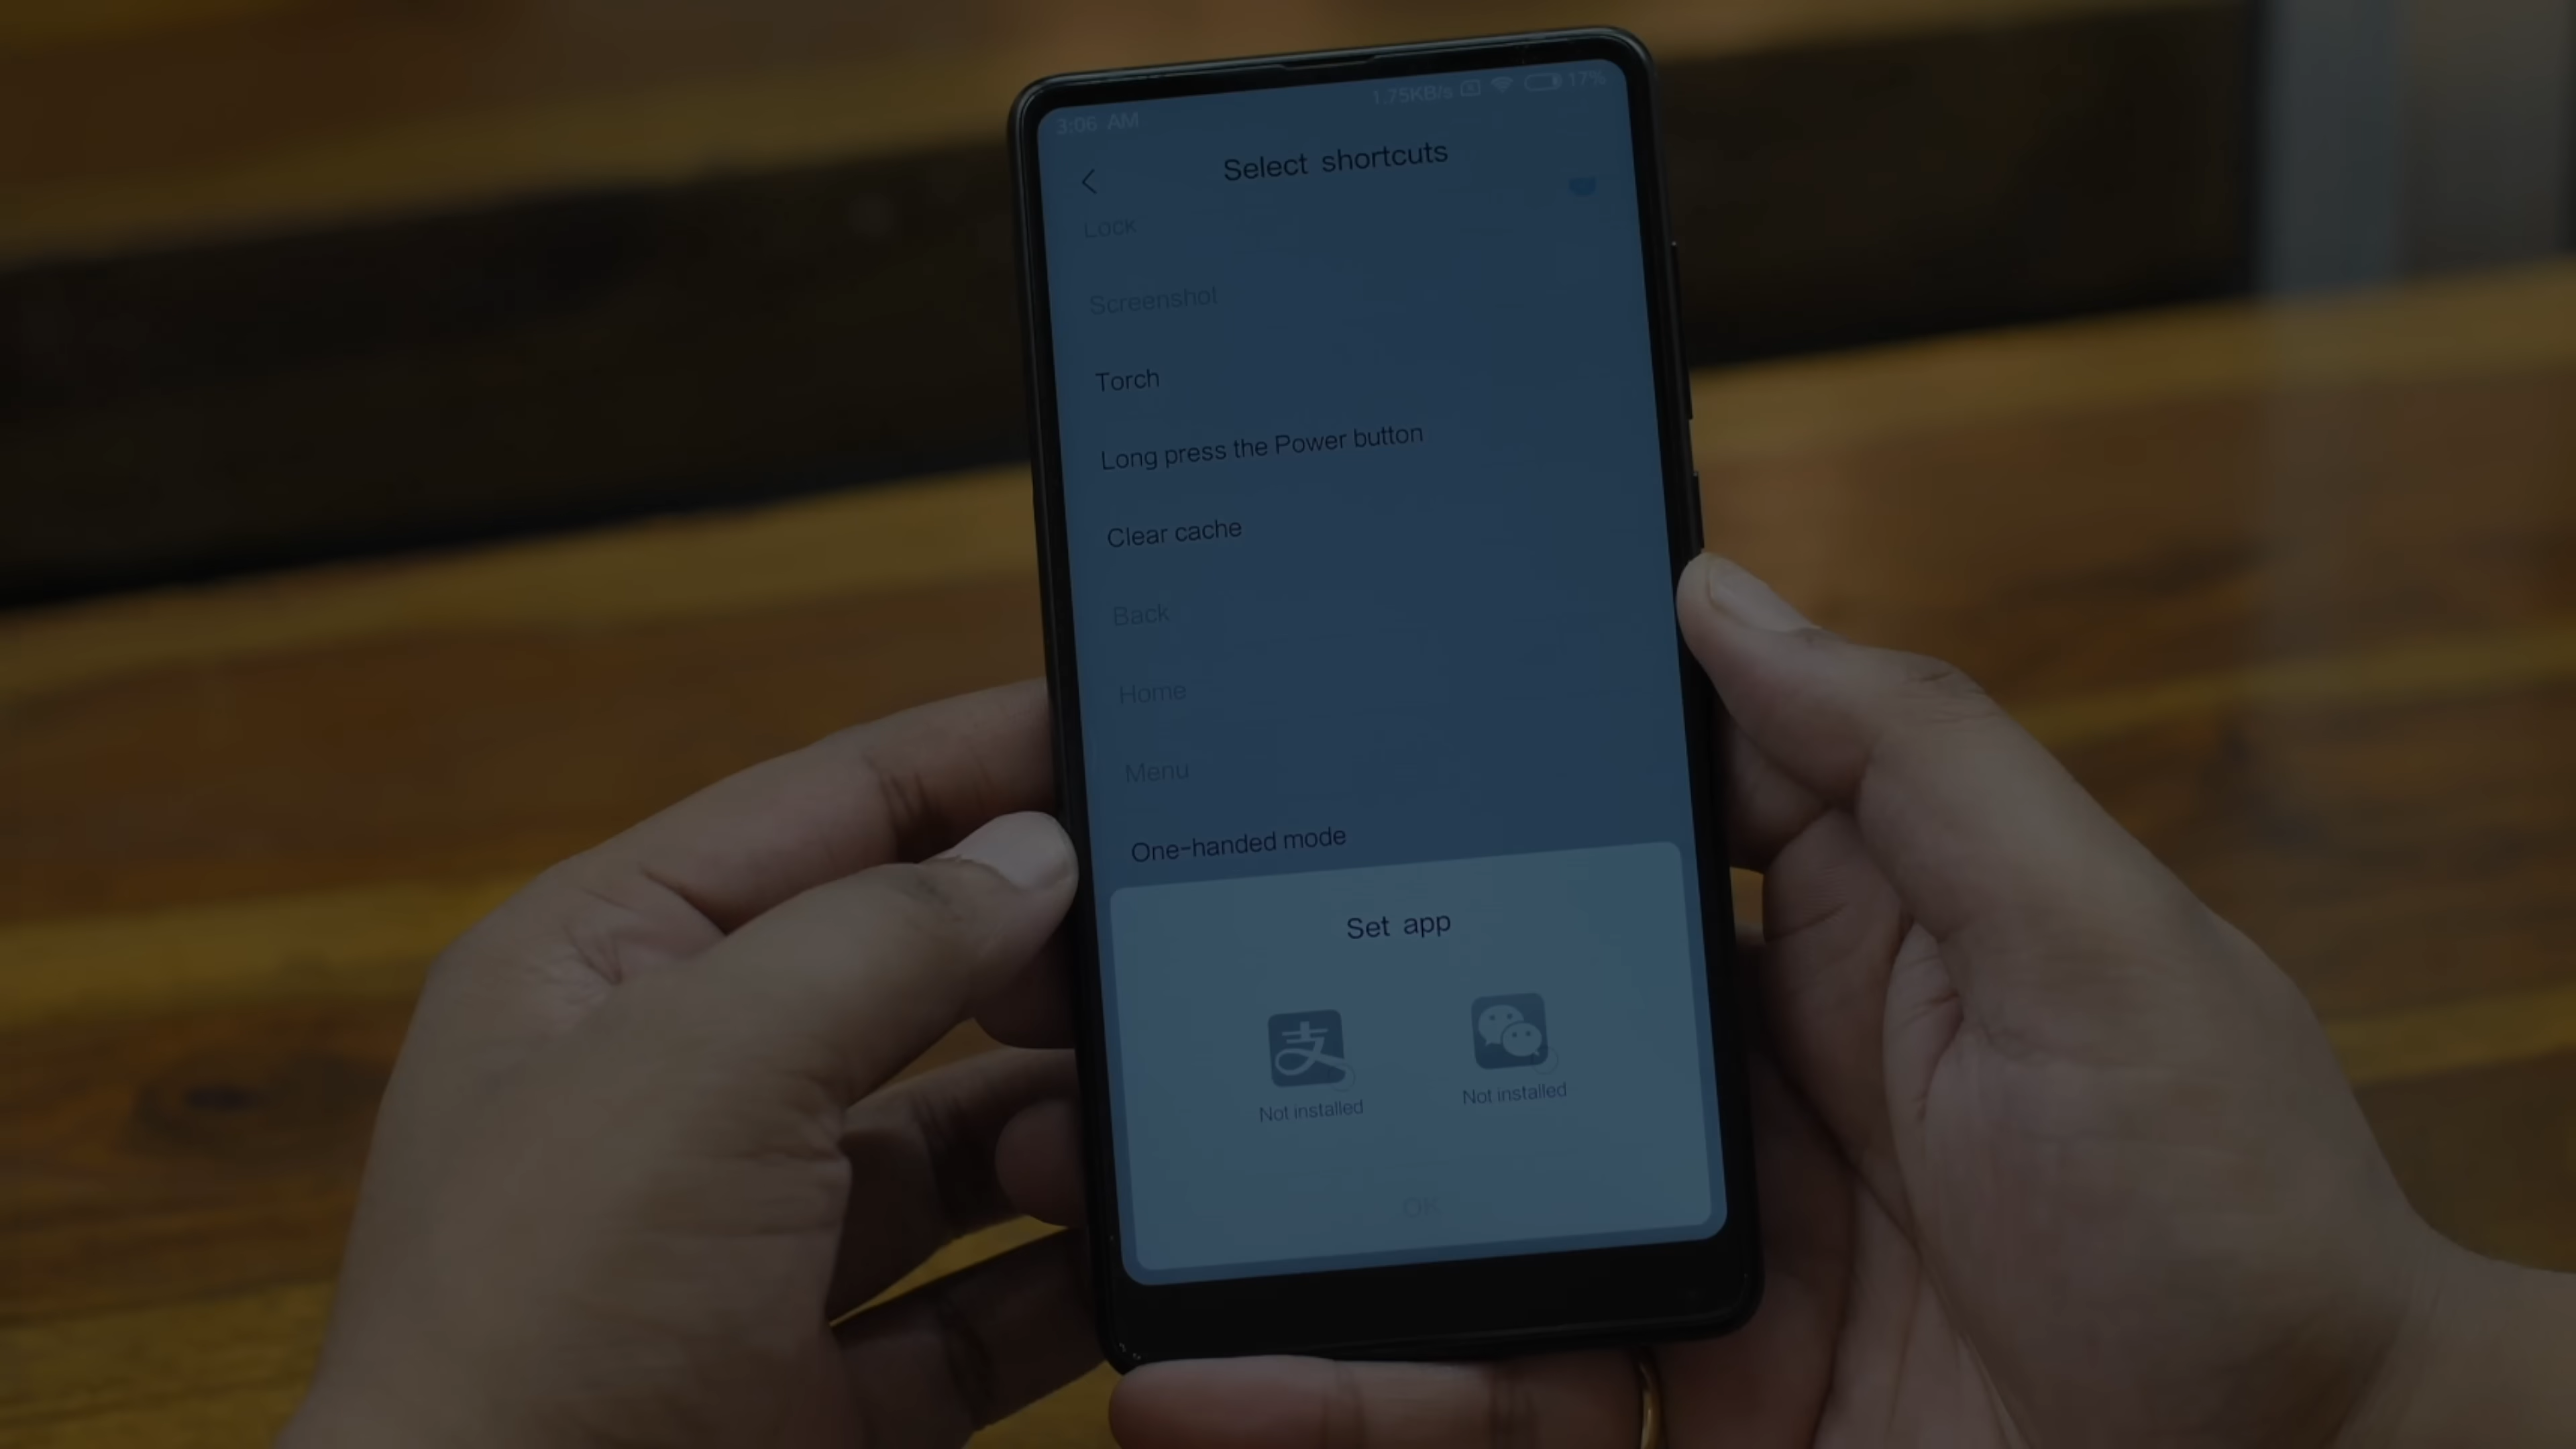 3:06 AM
1.75KB/s
17%
Select shortcuts
Lock
Screenshot
Torch
Long press the Power button
Clear cache
Back
Home
Menu
One-handed mode
Set app
支
Not installed
Not installed
OK